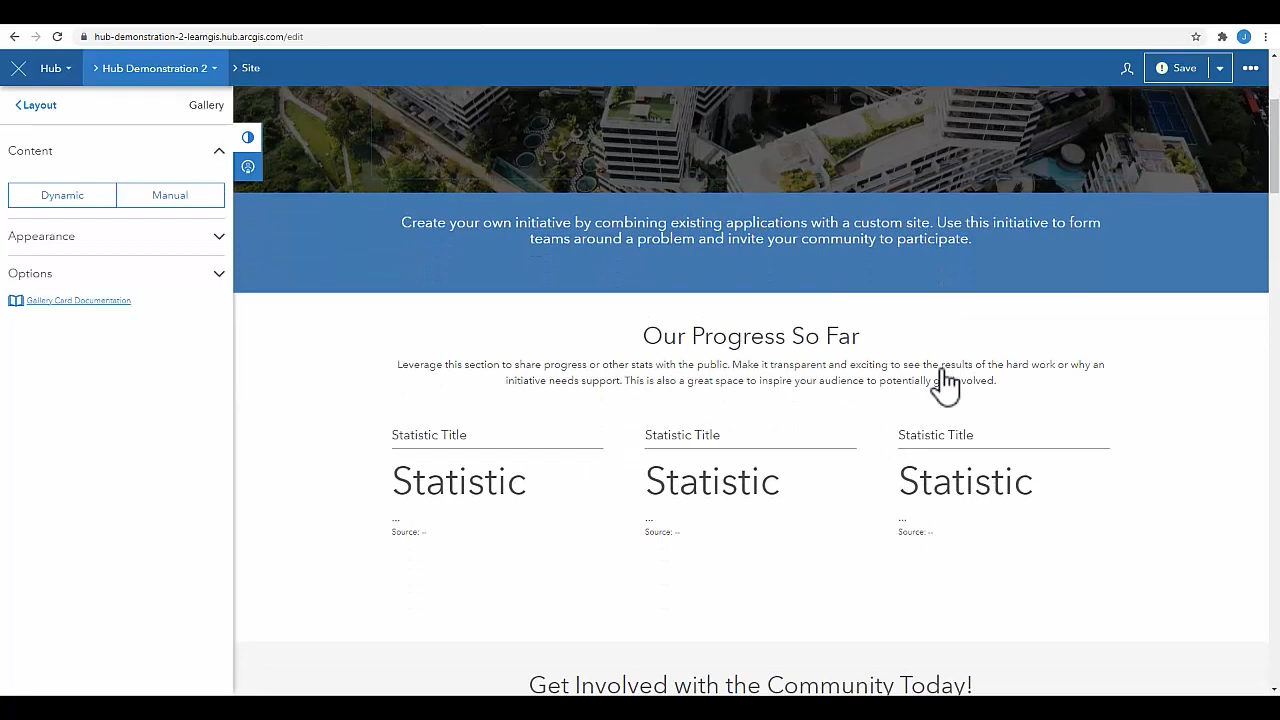 hub-demonstration-2-learngis.hub.arcgis.com/edit
J
Hub
Hub Demonstration 2
Site
Save
Layout
Gallery
Content
Dynamic
Manual
Appearance
Options
Gallery Card Documentation
Create your own initiative by combining existing applications with a custom site. Use this initiative to form
teams around a problem and invite your community to participate.
Our Progress So Far
Leverage this section to share progress or other stats with the public. Make it transparent and exciting to see the results of the hard work or why an
initiative needs support. This is also a great space to inspire your audience to potentially g volved.
Statistic Title
Statistic
...
Source: --
Statistic Title
Statistic
...
Source: --
Statistic Title
Statistic
...
Source: --
Get Involved with the Community Today!